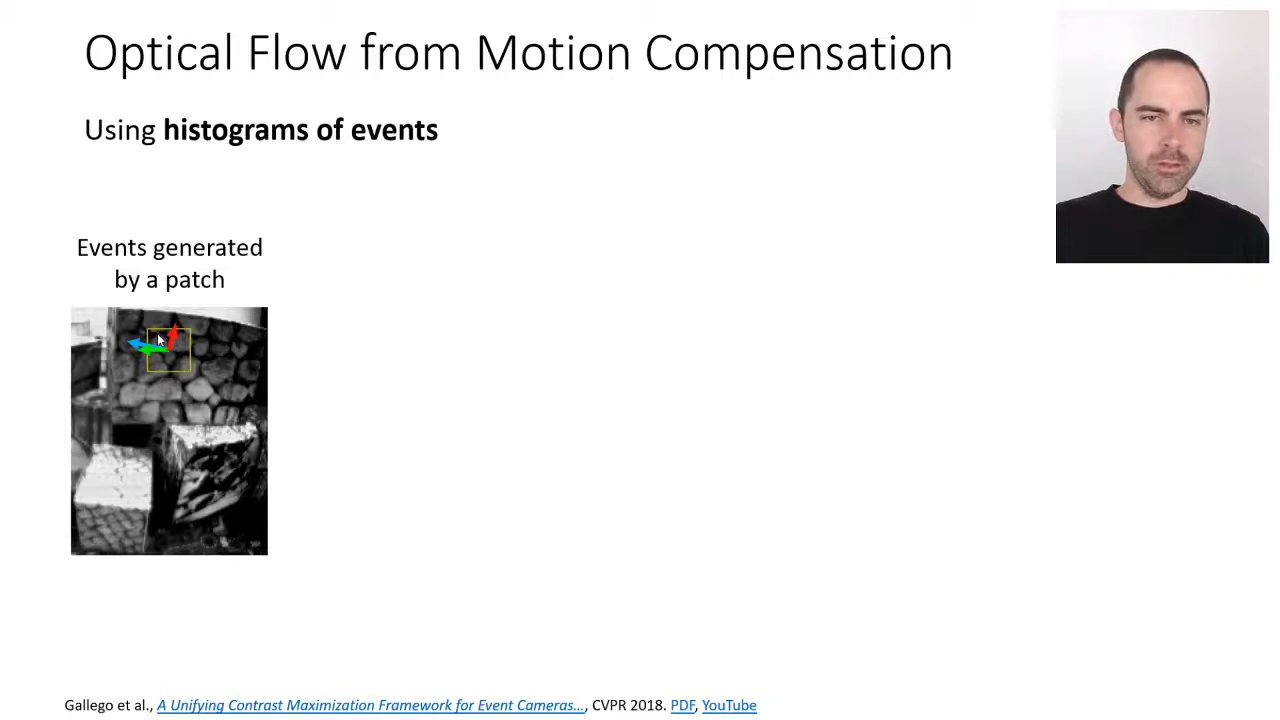 Optical Flow from Motion Compensation
Using histograms of events
Events generated
by a patch
Gallego et al., A Unifying Contrast Maximization Framework for Event Cameras…, CVPR 2018. PDF, YouTube